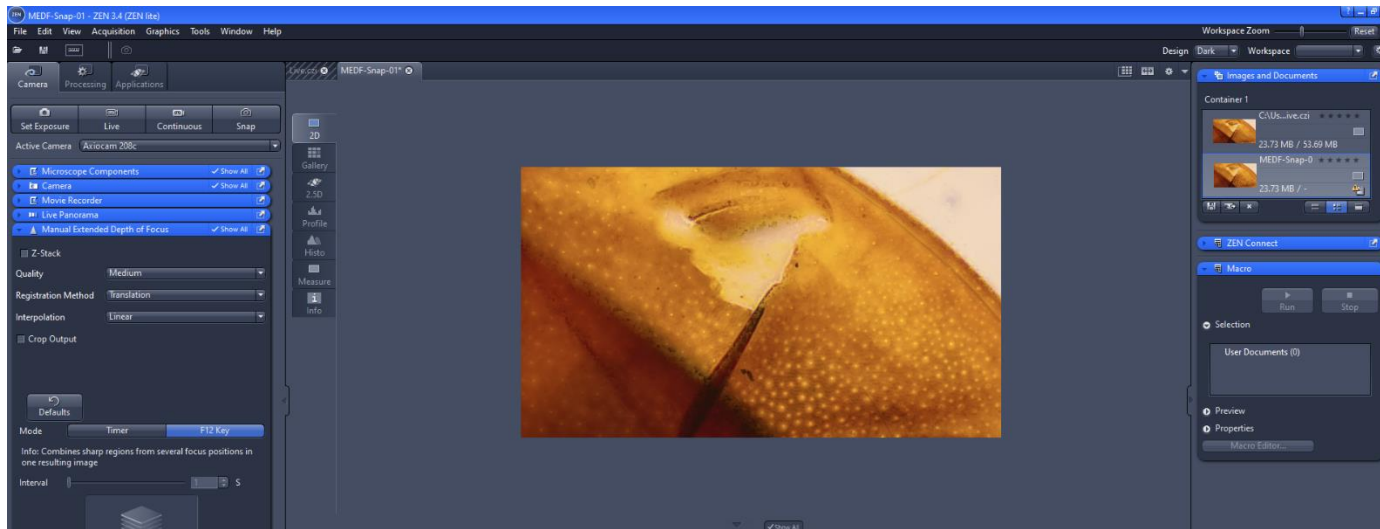 MEDF-Snap-01 - ZEN 3.4 (ZEN lite)
File Edit View Acquisition Graphics Tools Window Help
Workspace Zoom Reset
Design Dark Workspace
Camera Processing Applications
Live.czi MEDF-Snap-01*
Set Exposure Live Continuous Snap
Active Camera Axiocam 208c
Microscope Components Show All
Camera Show All
Movie Recorder
Live Panorama
Manual Extended Depth of Focus Show All
Z-Stack
Quality Medium
Registration Method Translation
Interpolation Linear
Crop Output
Defaults
Mode Timer F12 Key
Info: Combines sharp regions from several focus positions in
one resulting image
Interval 1 S
2D
Gallery
2.5D
Profile
Histo
Measure
Info
Show All
Images and Documents
Container 1
C:\Us...ive.czi
23.73 MB / 53.69 MB
MEDF-Snap-0
23.73 MB / -
ZEN Connect
Macro
Run Stop
Selection
User Documents (0)
Preview
Properties
Macro Editor...